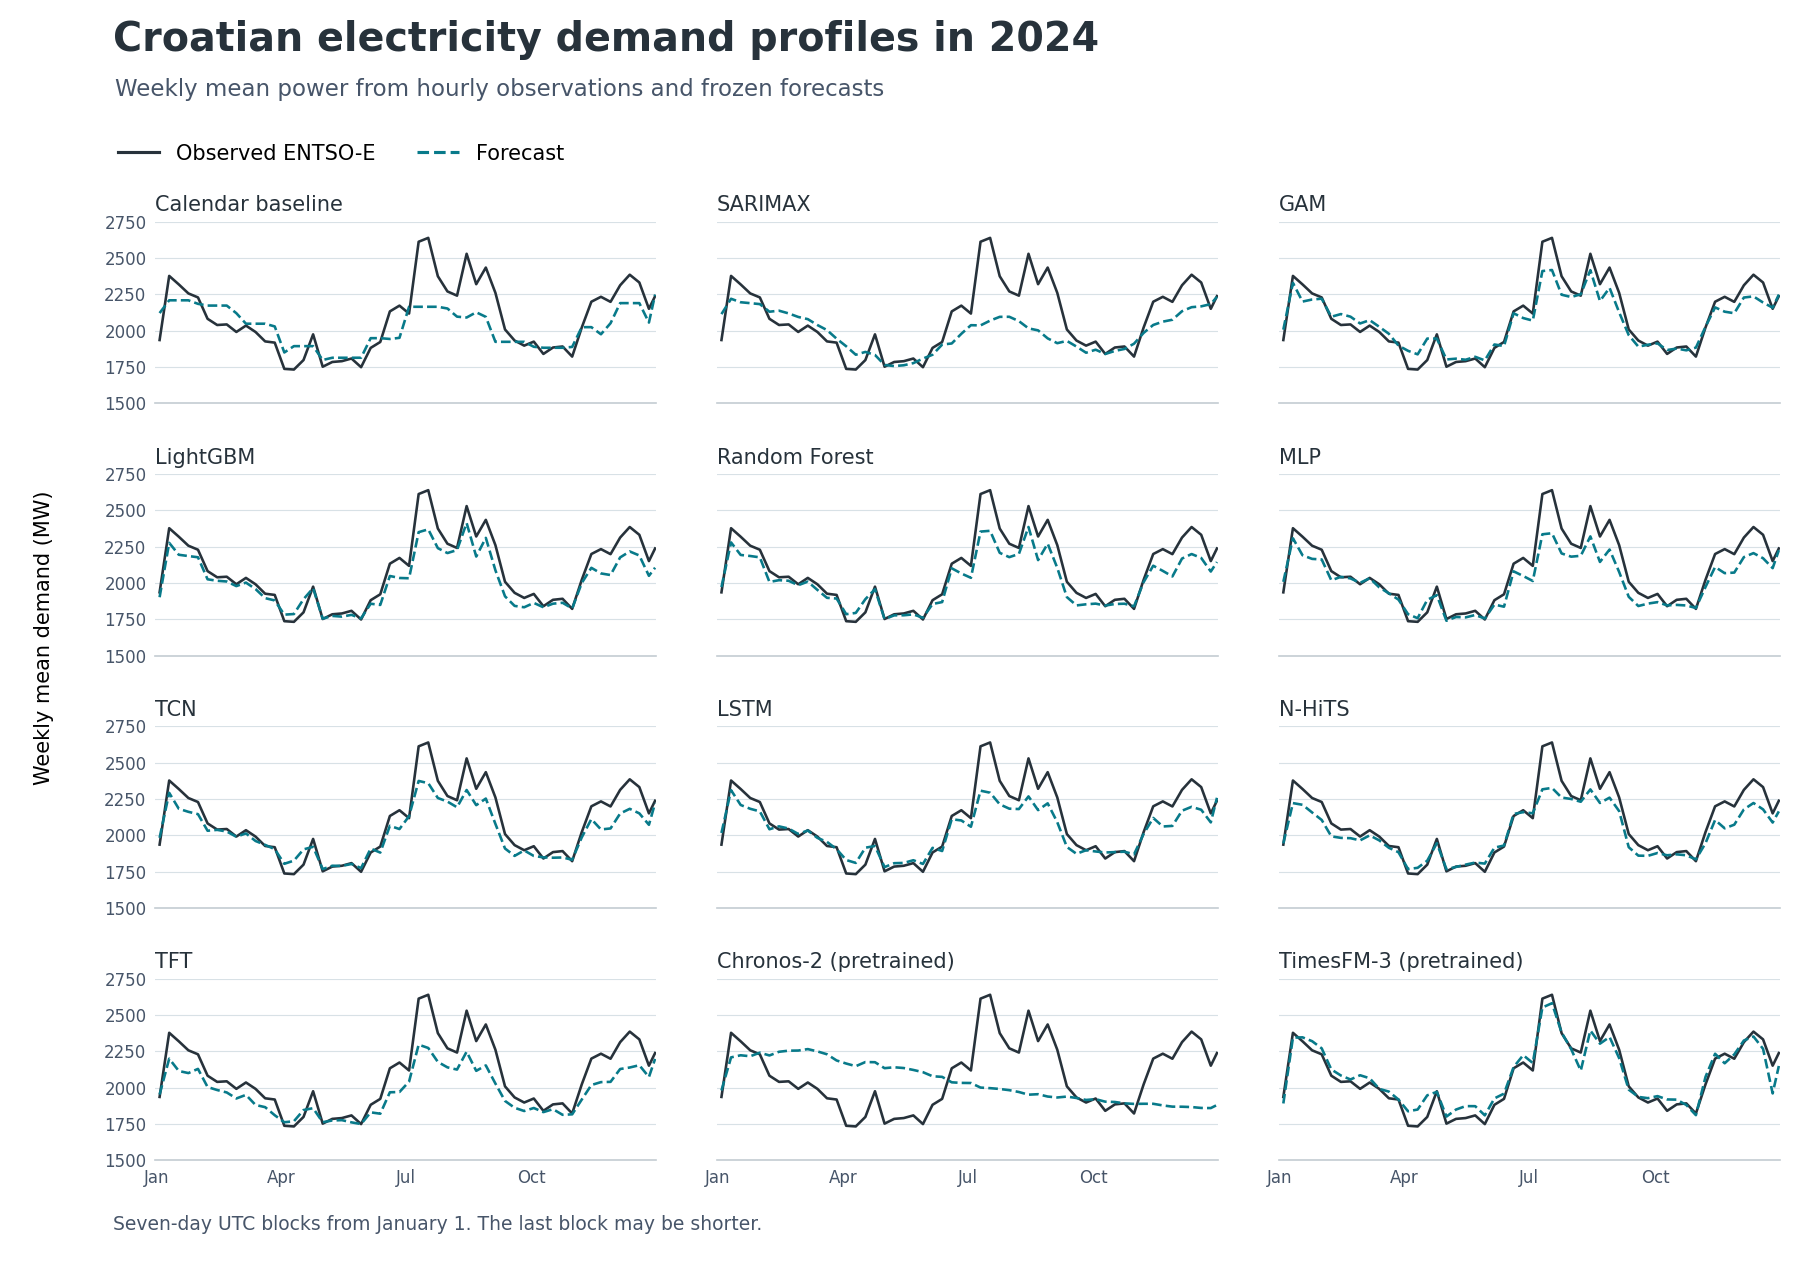 Croatian electricity demand profiles in 2024
Weekly mean power from hourly observations and frozen forecasts
Observed ENTSO-E
Forecast
Calendar baseline
SARIMAX
GAM
2750
2500
2250
2000
1750
1500
LightGBM
Random Forest
MLP
2750
2500
2250
2000
1750
1500
Weekly mean demand (MW)
TCN
LSTM
N-HiTS
2750
2500
2250
2000
1750
1500
TFT
Chronos-2 (pretrained)
TimesFM-3 (pretrained)
2750
2500
2250
2000
1750
1500
Jan Apr Jul Oct
Jan Apr Jul Oct
Jan Apr Jul Oct
Seven-day UTC blocks from January 1. The last block may be shorter.